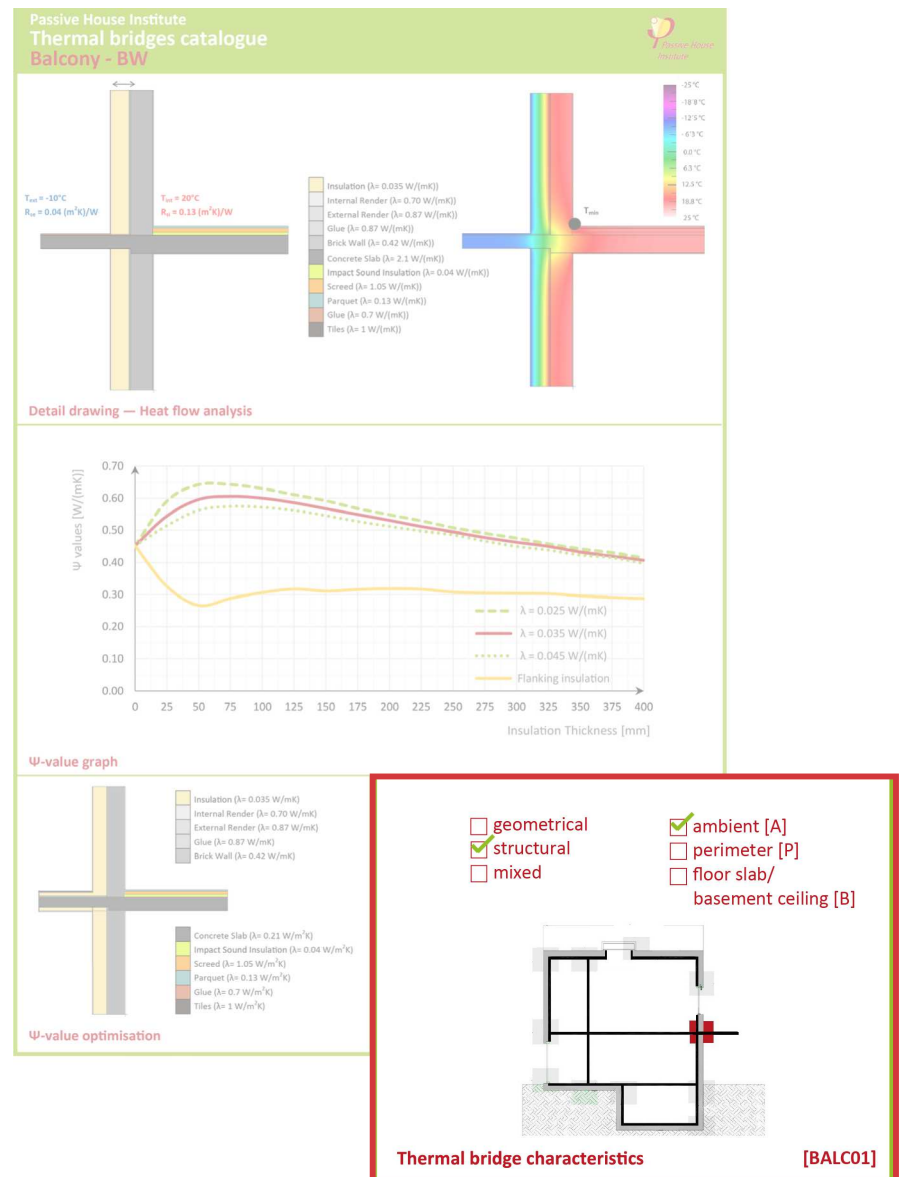 Passive House Institute
Thermal bridges catalogue
Balcony - BW
Passive House
Institute
-25 °C
-18'8 °C
-12'5 °C
-6'3 °C
0.0 °C
6.3 °C
12.5 °C
18,8 °C
25 °C
Text = -10°C
Rse = 0.04 (m²K)/W
Tint = 20°C
Rsi = 0.13 (m²K)/W
Insulation (λ= 0.035 W/(mK))
Internal Render (λ= 0.70 W/(mK))
External Render (λ= 0.87 W/(mK))
Glue (λ= 0.87 W/(mK))
Brick Wall (λ= 0.42 W/(mK))
Concrete Slab (λ= 2.1 W/(mK))
Impact Sound Insulation (λ= 0.04 W/(mK))
Screed (λ= 1.05 W/(mK))
Parquet (λ= 0.13 W/(mK))
Glue (λ= 0.7 W/(mK))
Tiles (λ= 1 W/(mK))
Tmin
Detail drawing — Heat flow analysis
Ψ values [W/(mK)]
0.70
0.60
0.50
0.40
0.30
0.20
0.10
0.00
0 25 50 75 100 125 150 175 200 225 250 275 300 325 350 375 400
Insulation Thickness [mm]
λ = 0.025 W/(mK)
λ = 0.035 W/(mK)
λ = 0.045 W/(mK)
Flanking insulation
Ψ-value graph
Insulation (λ= 0.035 W/mK)
Internal Render (λ= 0.70 W/mK)
External Render (λ= 0.87 W/mK)
Glue (λ= 0.87 W/mK)
Brick Wall (λ= 0.42 W/mK)
Concrete Slab (λ= 0.21 W/m²K)
Impact Sound Insulation (λ= 0.04 W/m²K)
Screed (λ= 1.05 W/m²K)
Parquet (λ= 0.13 W/m²K)
Glue (λ= 0.7 W/m²K)
Tiles (λ= 1 W/m²K)
Ψ-value optimisation
geometrical
structural
mixed
ambient [A]
perimeter [P]
floor slab/
basement ceiling [B]
Thermal bridge characteristics
[BALC01]